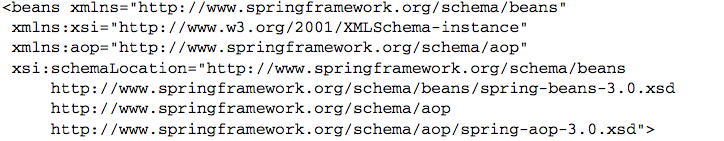 <beans xmlns="http://www.springframework.org/schema/beans"
xmlns:xsi="http://www.w3.org/2001/XMLSchema-instance"
xmlns:aop="http://www.springframework.org/schema/aop"
xsi:schemaLocation="http://www.springframework.org/schema/beans
http://www.springframework.org/schema/beans/spring-beans-3.0.xsd
http://www.springframework.org/schema/aop
http://www.springframework.org/schema/aop/spring-aop-3.0.xsd">